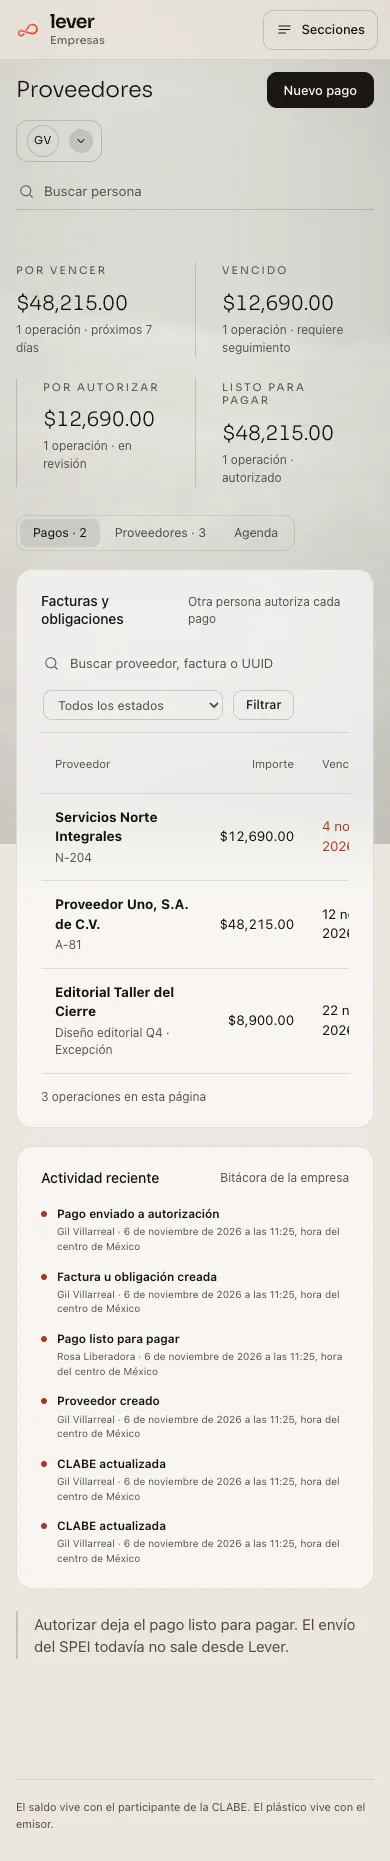 lever
Empresas
Secciones
Proveedores
Nuevo pago
GV
Buscar persona
POR VENCER
$48,215.00
1 operación · próximos 7
días
VENCIDO
$12,690.00
1 operación · requiere
seguimiento
POR AUTORIZAR
$12,690.00
1 operación · en
revisión
LISTO PARA
PAGAR
$48,215.00
1 operación ·
autorizado
Pagos · 2
Proveedores · 3
Agenda
Facturas y
obligaciones
Otra persona autoriza cada
pago
Buscar proveedor, factura o UUID
Todos los estados
Filtrar
Proveedor Importe Venc
Servicios Norte
Integrales
N-204
$12,690.00
4 no
2026
Proveedor Uno, S.A.
de C.V.
A-81
$48,215.00
12 n
2026
Editorial Taller del
Cierre
Diseño editorial Q4 ·
Excepción
$8,900.00
22 n
2026
3 operaciones en esta página
Actividad reciente
Bitácora de la empresa
Pago enviado a autorización
Gil Villarreal · 6 de noviembre de 2026 a las 11:25, hora del
centro de México
Factura u obligación creada
Gil Villarreal · 6 de noviembre de 2026 a las 11:25, hora del
centro de México
Pago listo para pagar
Rosa Liberadora · 6 de noviembre de 2026 a las 11:25, hora
del centro de México
Proveedor creado
Gil Villarreal · 6 de noviembre de 2026 a las 11:25, hora del
centro de México
CLABE actualizada
Gil Villarreal · 6 de noviembre de 2026 a las 11:25, hora del
centro de México
CLABE actualizada
Gil Villarreal · 6 de noviembre de 2026 a las 11:25, hora del
centro de México
Autorizar deja el pago listo para pagar. El envío
del SPEI todavía no sale desde Lever.
El saldo vive con el participante de la CLABE. El plástico vive con el
emisor.